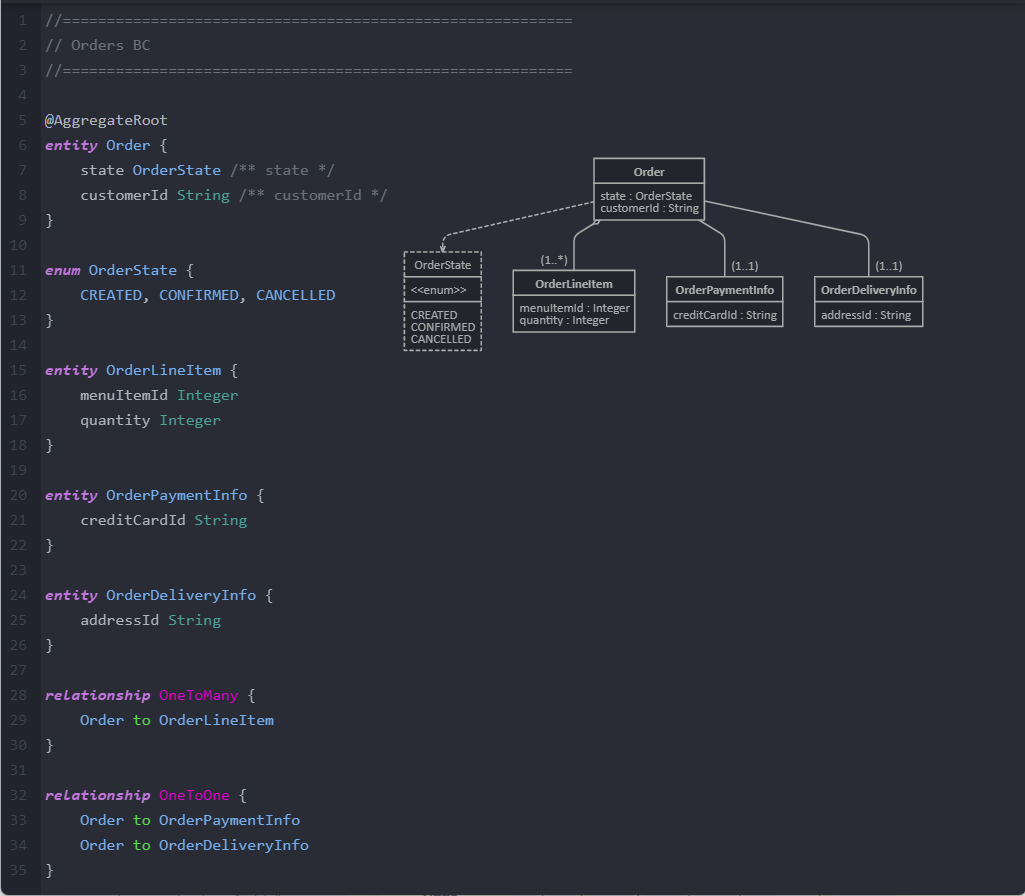 1 //==========================================================
2 // Orders BC
3 //==========================================================
4
5 @AggregateRoot
6 entity Order {
7 state OrderState /** state */
8 customerId String /** customerId */
9 }
10
11 enum OrderState {
12 CREATED, CONFIRMED, CANCELLED
13 }
14
15 entity OrderLineItem {
16 menuItemId Integer
17 quantity Integer
18 }
19
20 entity OrderPaymentInfo {
21 creditCardId String
22 }
23
24 entity OrderDeliveryInfo {
25 addressId String
26 }
27
28 relationship OneToMany {
29 Order to OrderLineItem
30 }
31
32 relationship OneToOne {
33 Order to OrderPaymentInfo
34 Order to OrderDeliveryInfo
35 }
Order
state : OrderState
customerId : String
OrderState
<<enum>>
CREATED
CONFIRMED
CANCELLED
(1..*)
OrderLineItem
menuItemId : Integer
quantity : Integer
(1..1)
OrderPaymentInfo
creditCardId : String
(1..1)
OrderDeliveryInfo
addressId : String